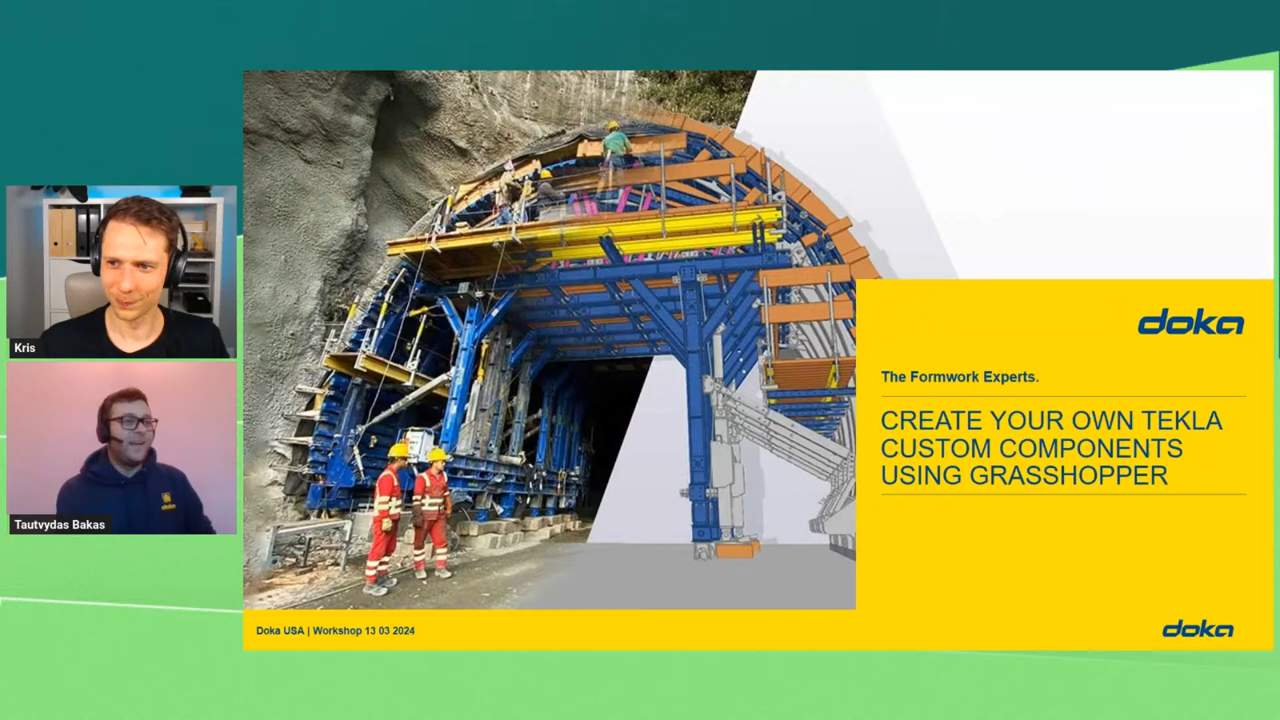 Kris
doka
Tautvydas Bakas
doka
The Formwork Experts.
CREATE YOUR OWN TEKLA
CUSTOM COMPONENTS
USING GRASSHOPPER
Doka USA | Workshop 13 03 2024
doka